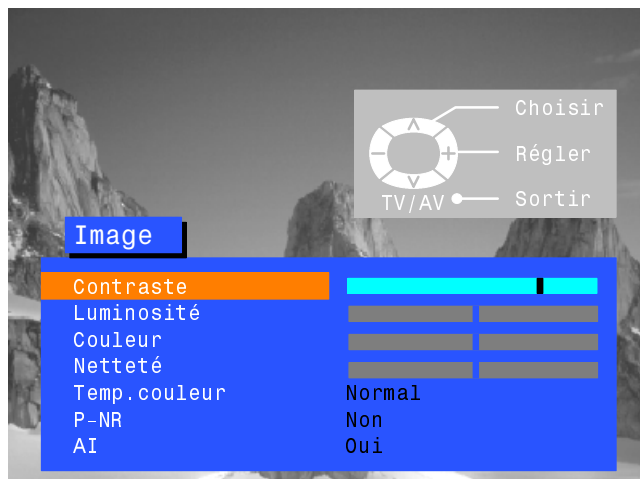 Choisir
Régler
TV/AV Sortir
Image
Contraste
Luminosité
Couleur
Netteté
Temp.couleur Normal
P-NR Non
AI Oui